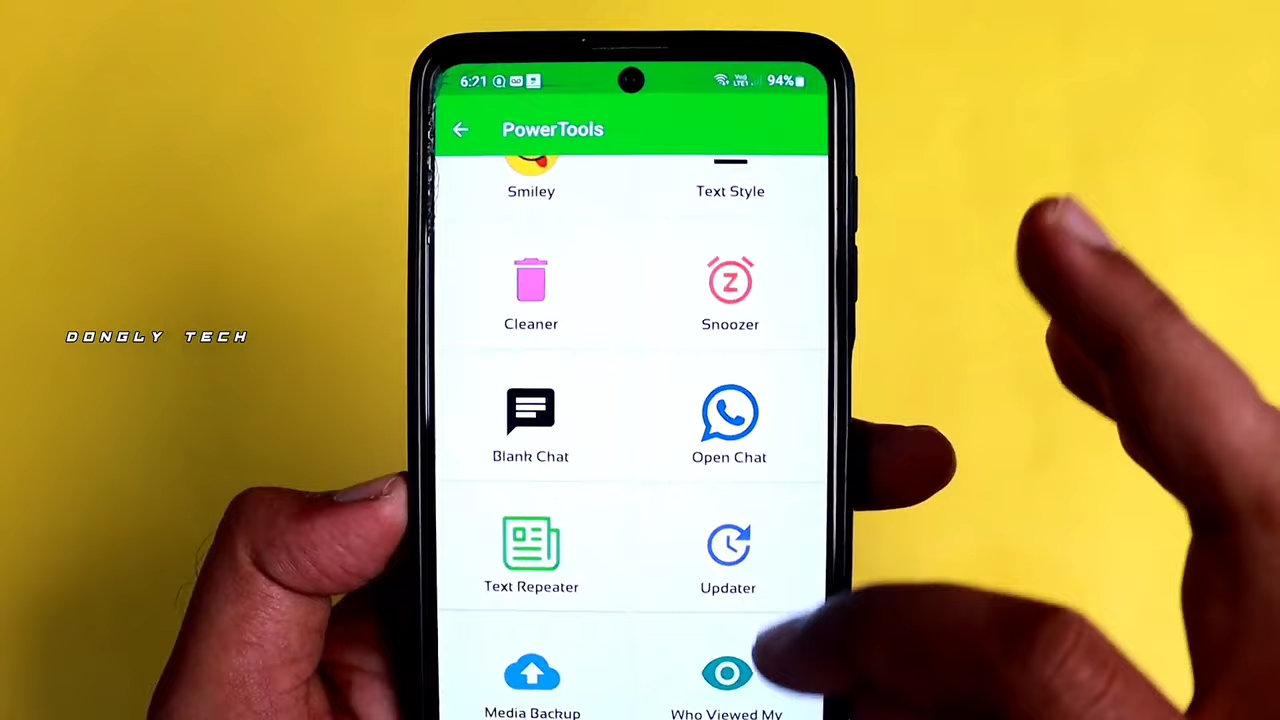 6:21
94%
PowerTools
Smiley
Text Style
DONGLY TECH
Cleaner
Snoozer
Blank Chat
Open Chat
Text Repeater
Updater
Media Backup
Who Viewed My